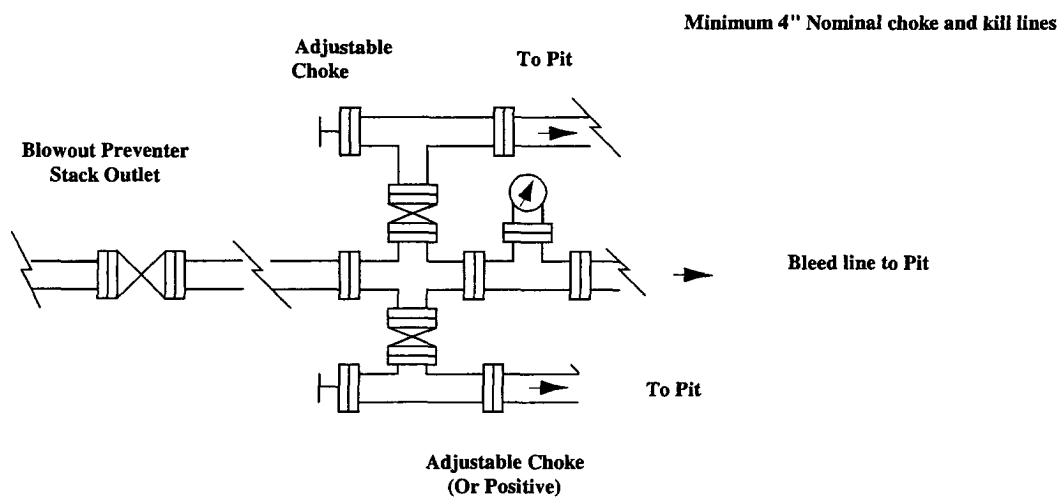 Minimum 4" Nominal choke and kill lines
Adjustable
Choke
To Pit
Blowout Preventer
Stack Outlet
Bleed line to Pit
To Pit
Adjustable Choke
(Or Positive)